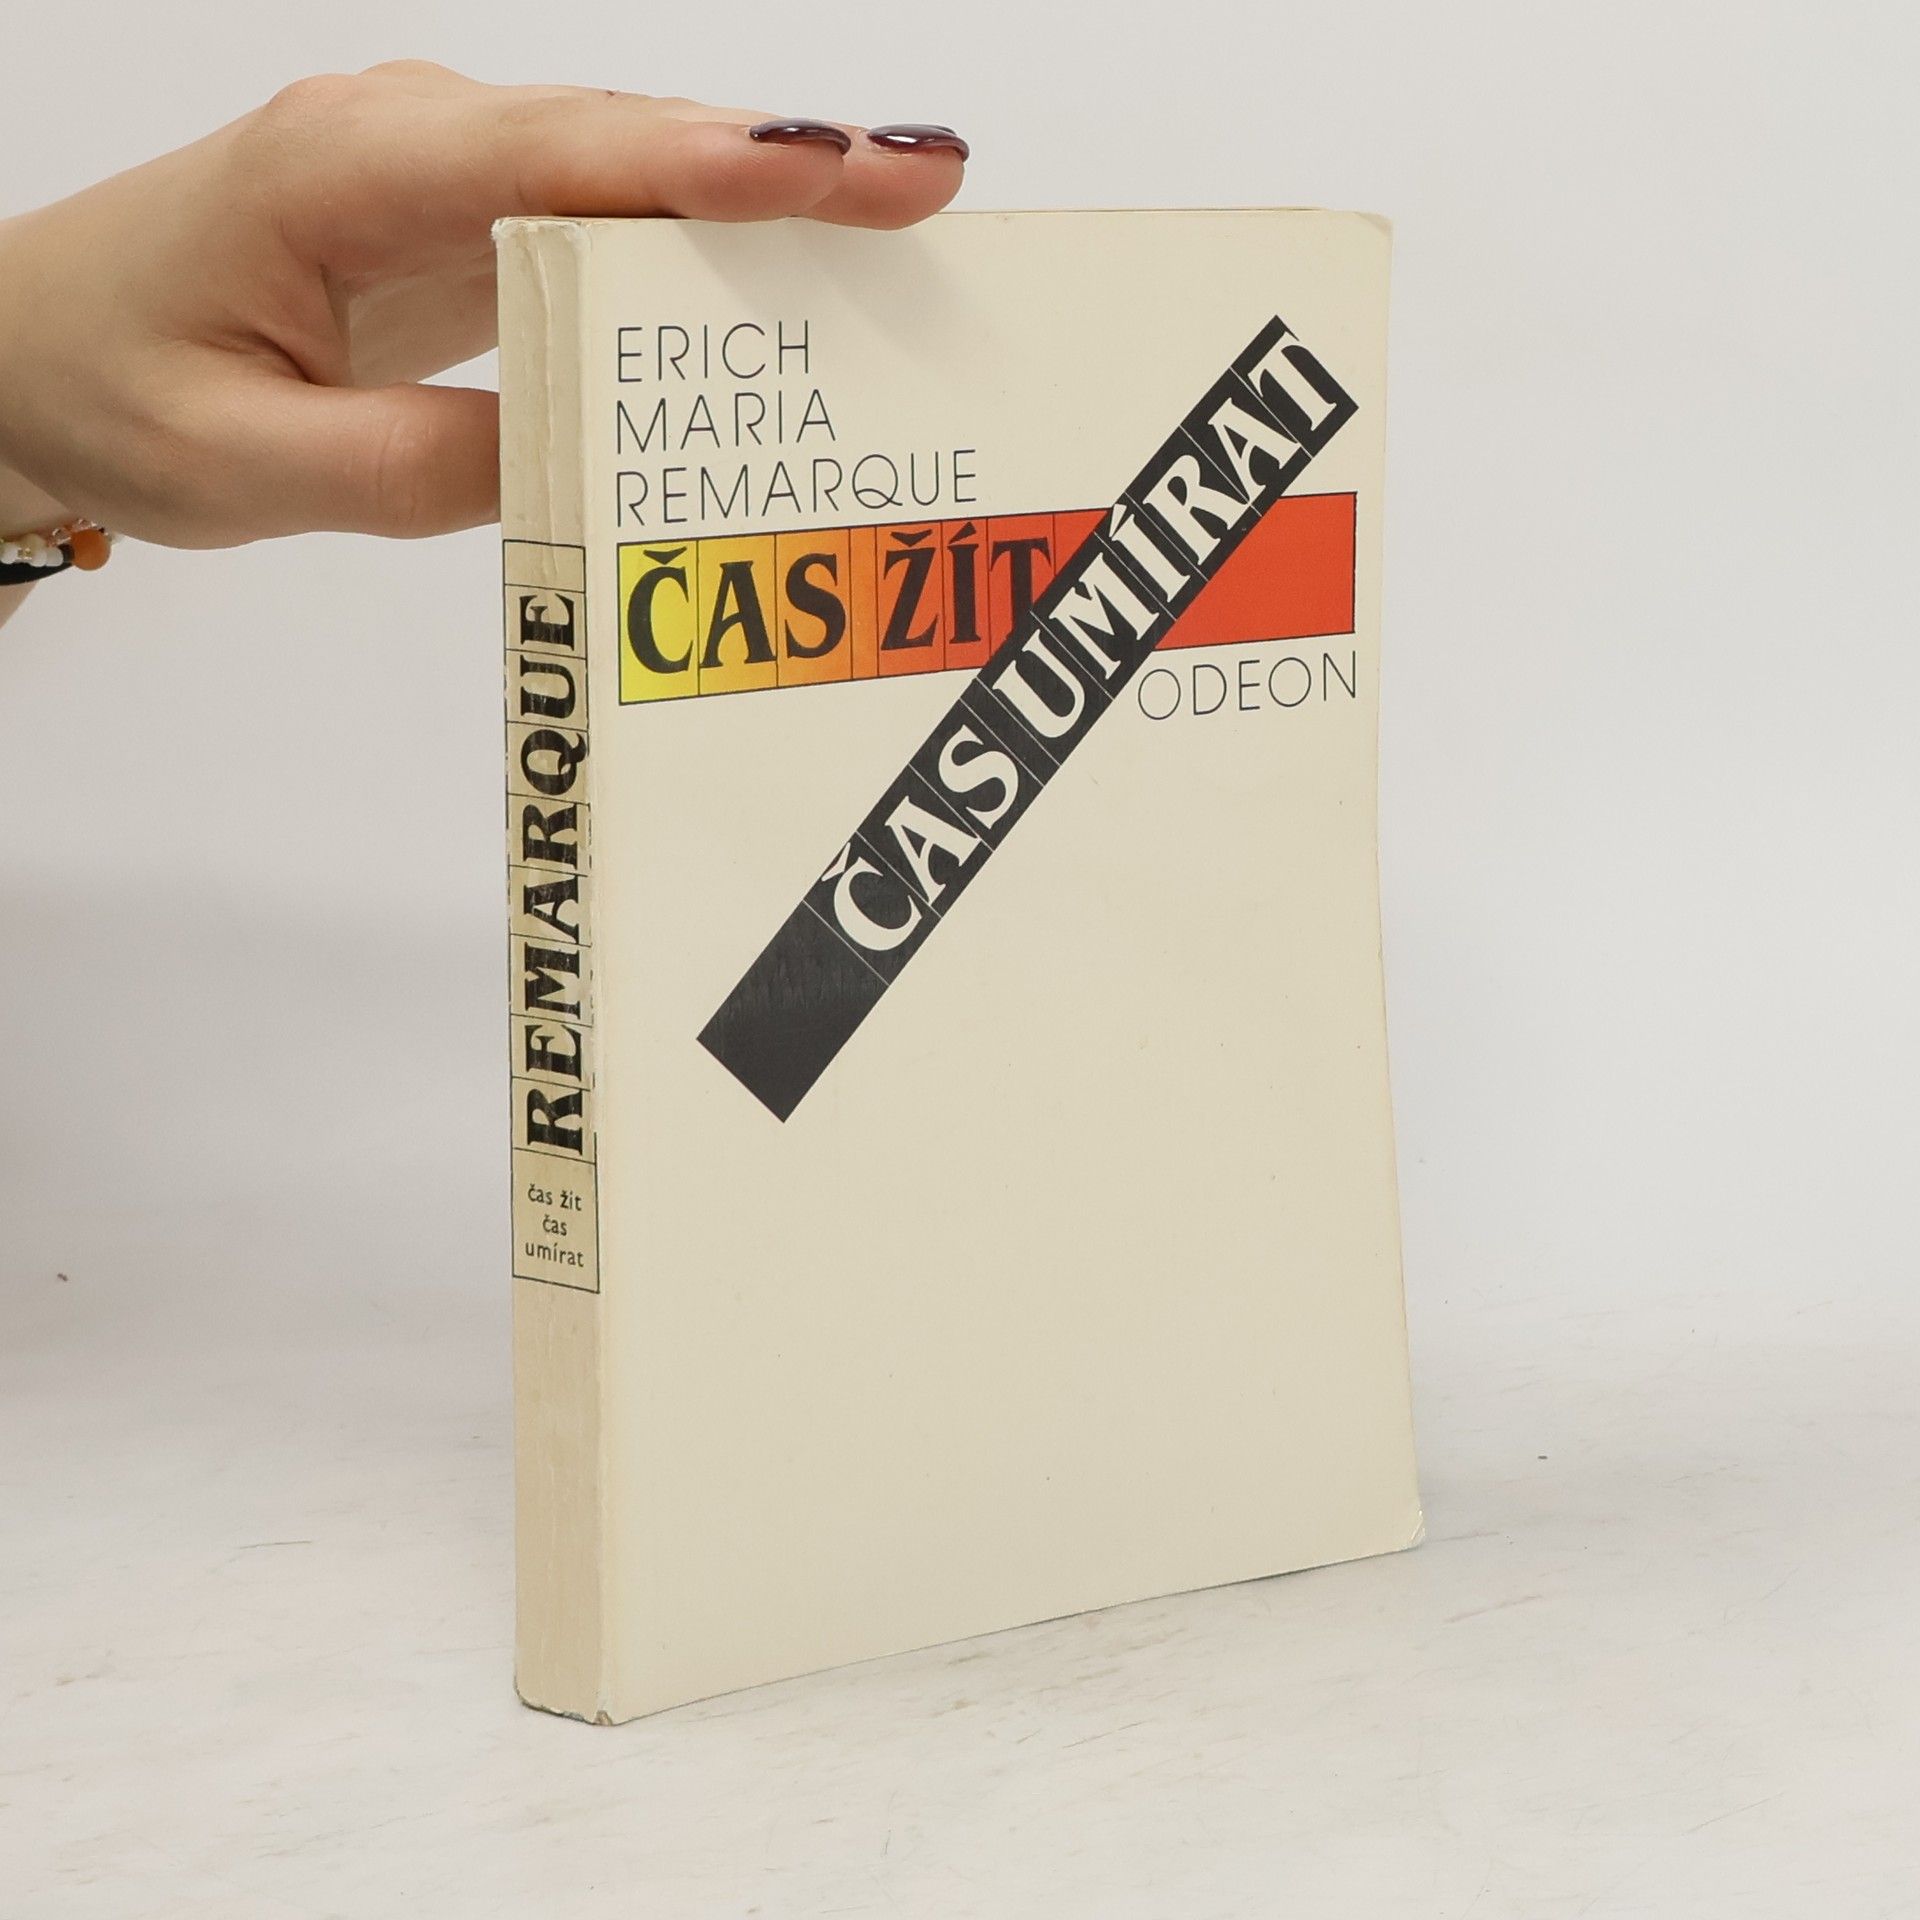 ERICH
MARIA
REMARQUE
ČAS ŽÍT
ČAS UMÍRAT
ODEON
REMARQUE
čas žít
čas
umírat